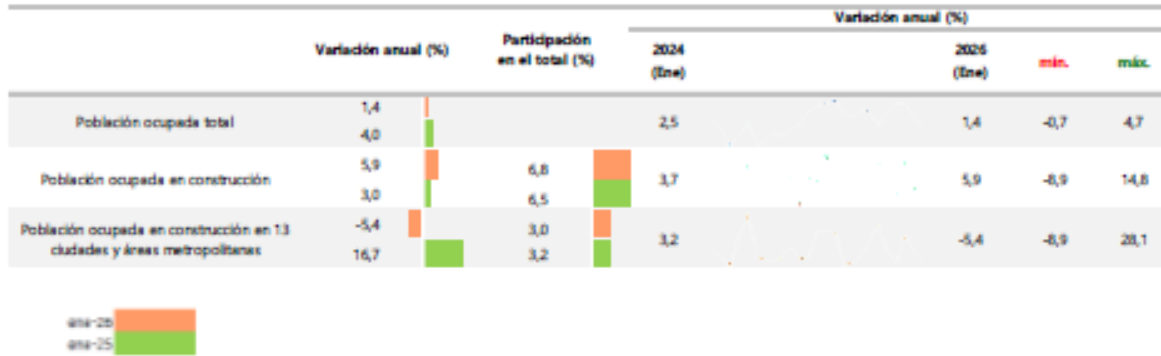 Variación anual (%)
Variación anual (%)
Participación
en el total (%)
2024
(Ene)
2026
(Ene)
mín.
máx.
Población ocupada total
1,4
4,0
2,5
1,4
-0,7
4,7
Población ocupada en construcción
5,9
3,0
6,8
6,5
3,7
5,9
-8,9
14,8
Población ocupada en construcción en 13
ciudades y áreas metropolitanas
-5,4
16,7
3,0
3,2
3,2
-5,4
-8,9
28,1
ene-26
ene-25